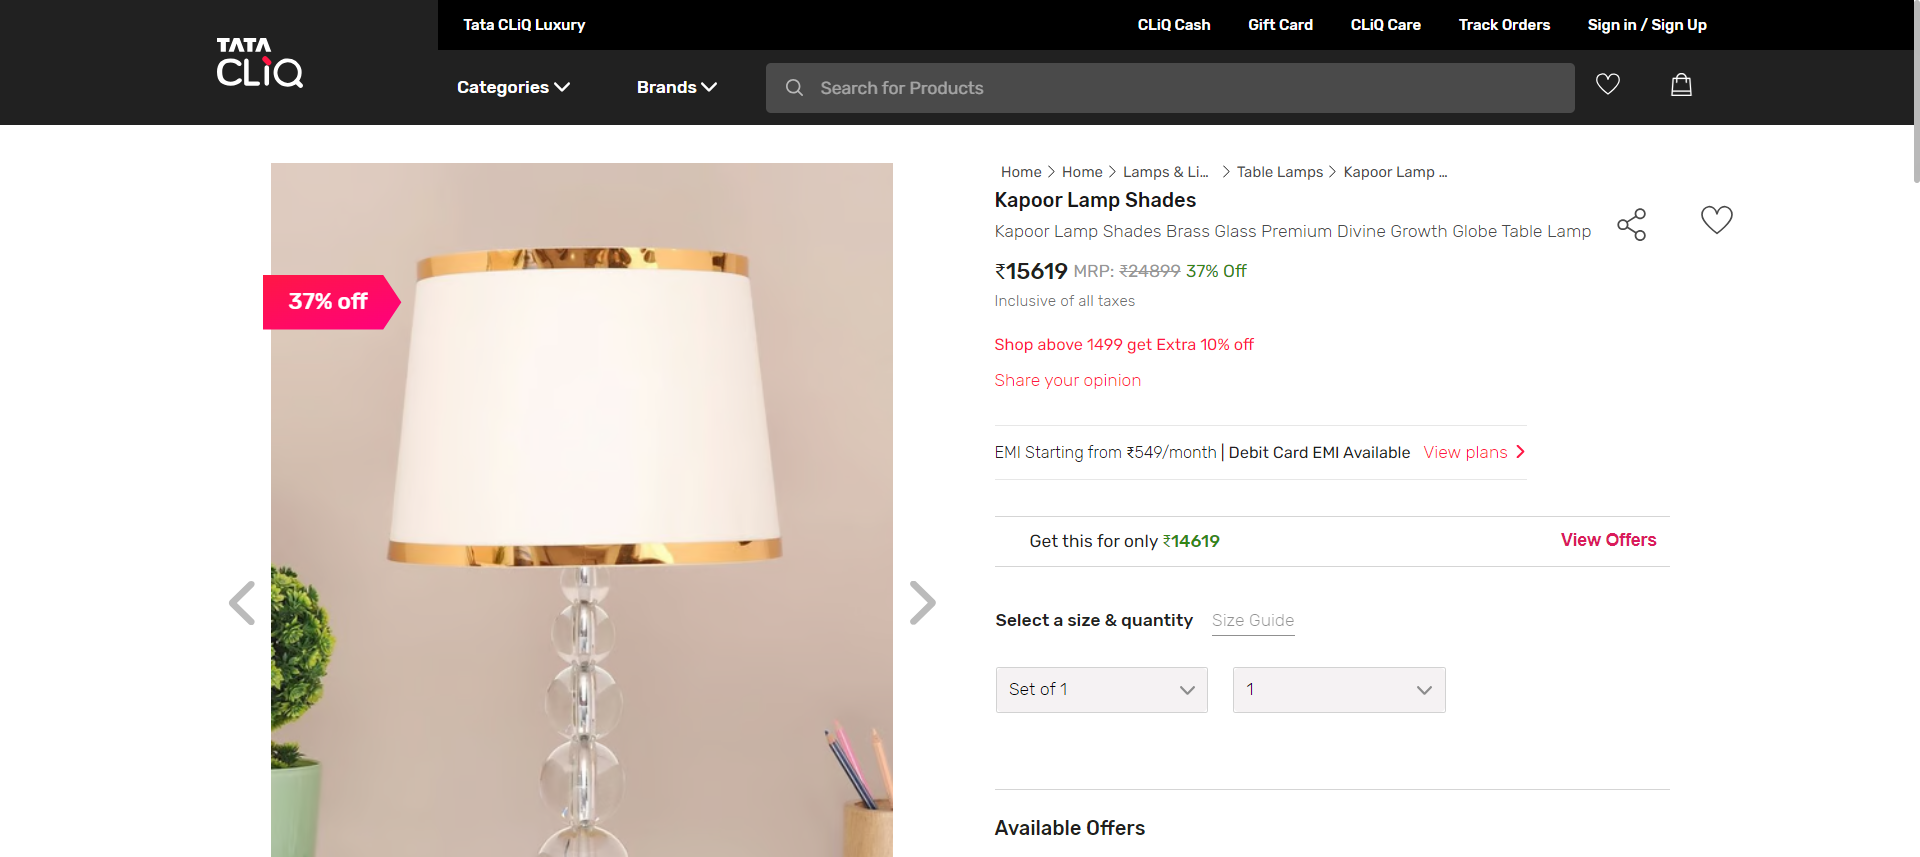 Tata CLiQ Luxury
CLiQ Cash
Gift Card
CLiQ Care
Track Orders
Sign in / Sign Up
TATA
CLiQ
Categories
Brands
Search for Products
Home > Home > Lamps & Li... > Table Lamps > Kapoor Lamp ...
Kapoor Lamp Shades
Kapoor Lamp Shades Brass Glass Premium Divine Growth Globe Table Lamp
₹15619 MRP: ₹24899 37% Off
Inclusive of all taxes
37% off
Shop above 1499 get Extra 10% off
Share your opinion
EMI Starting from ₹549/month | Debit Card EMI Available View plans
Get this for only ₹14619
View Offers
Select a size & quantity
Size Guide
Set of 1
1
Available Offers